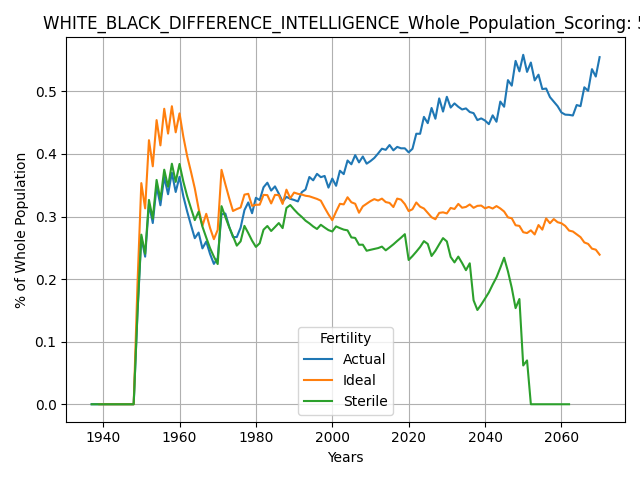 WHITE_BLACK_DIFFERENCE_INTELLIGENCE_Whole_Population_Scoring:
% of Whole Population
0.5
0.4
0.3
0.2
0.1
0.0
Fertility
Actual
Ideal
Sterile
1940 1960 1980 2000 2020 2040 2060
Years